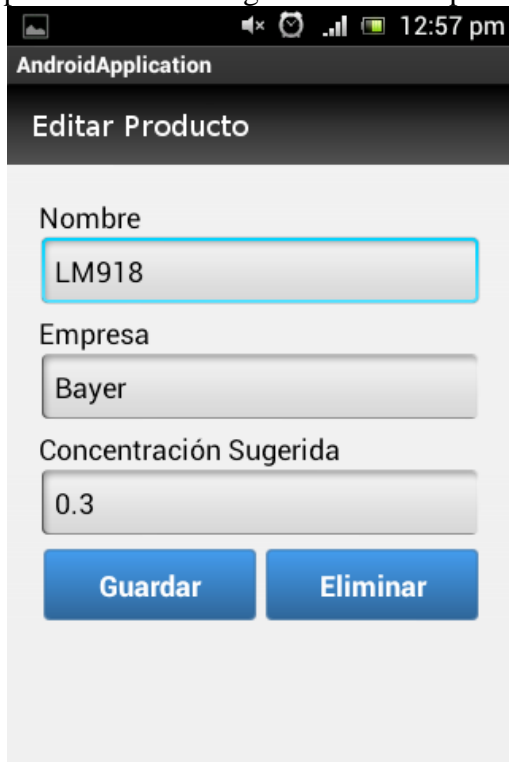 12:57 pm
AndroidApplication
Editar Producto
Nombre
LM918
Empresa
Bayer
Concentración Sugerida
0.3
Guardar Eliminar